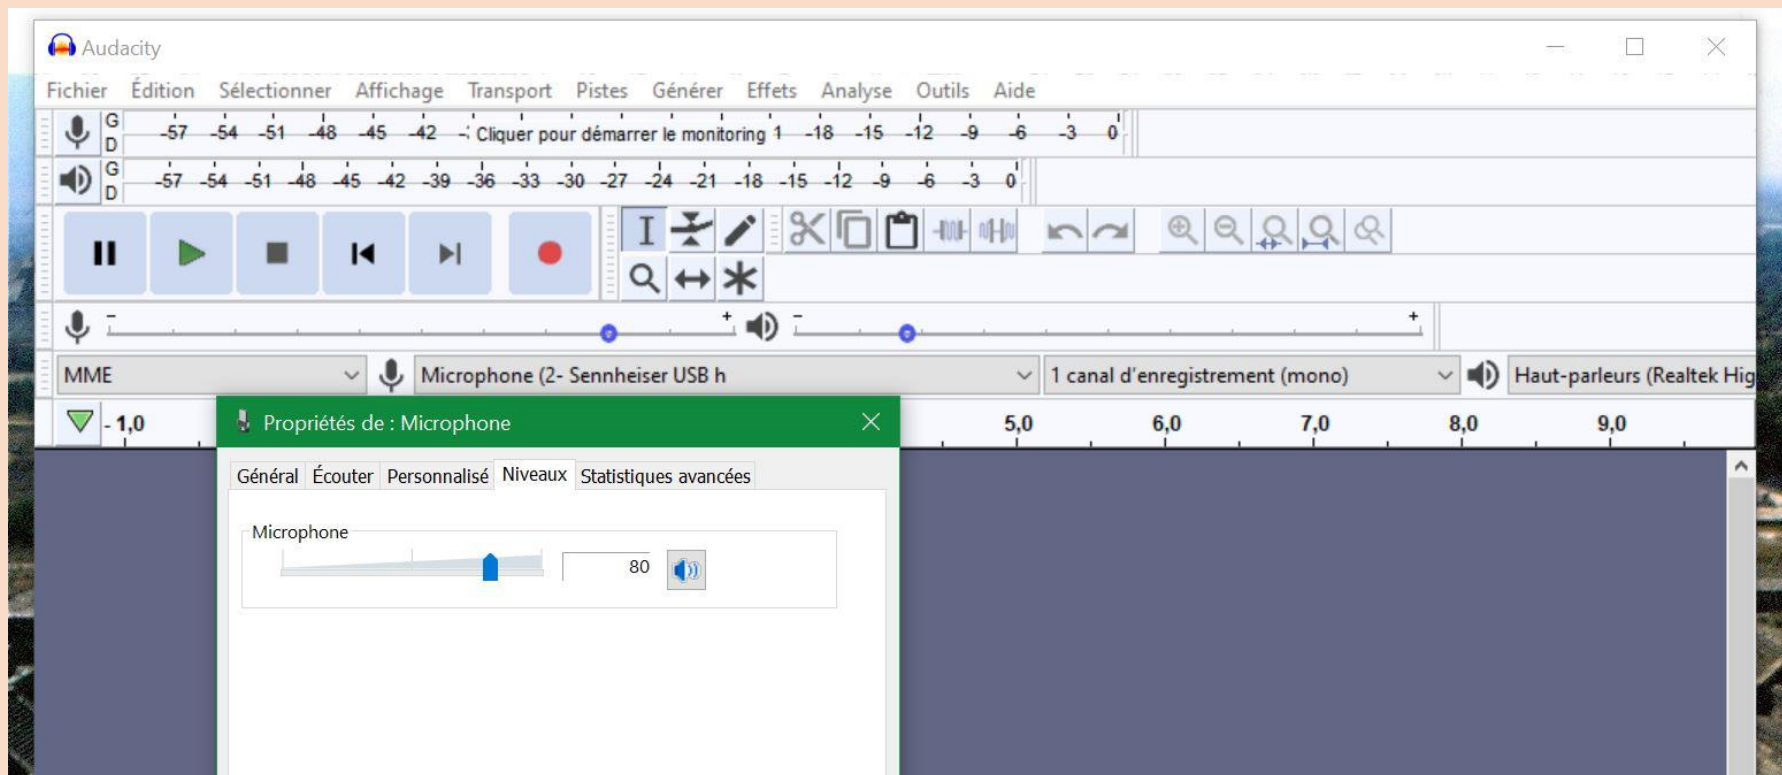 Audacity
Fichier Édition Sélectionner Affichage Transport Pistes Générer Effets Analyse Outils Aide
G
D
-57 -54 -51 -48 -45 -42 Cliquer pour démarrer le monitoring -18 -15 -12 -9 -6 -3 0
G
D
-57 -54 -51 -48 -45 -42 -39 -36 -33 -30 -27 -24 -21 -18 -15 -12 -9 -6 -3 0
- + - +
MME Microphone (2- Sennheiser USB h 1 canal d'enregistrement (mono) Haut-parleurs (Realtek Hig
- 1,0 5,0 6,0 7,0 8,0 9,0
Propriétés de : Microphone
Général Écouter Personnalisé Niveaux Statistiques avancées
Microphone
80